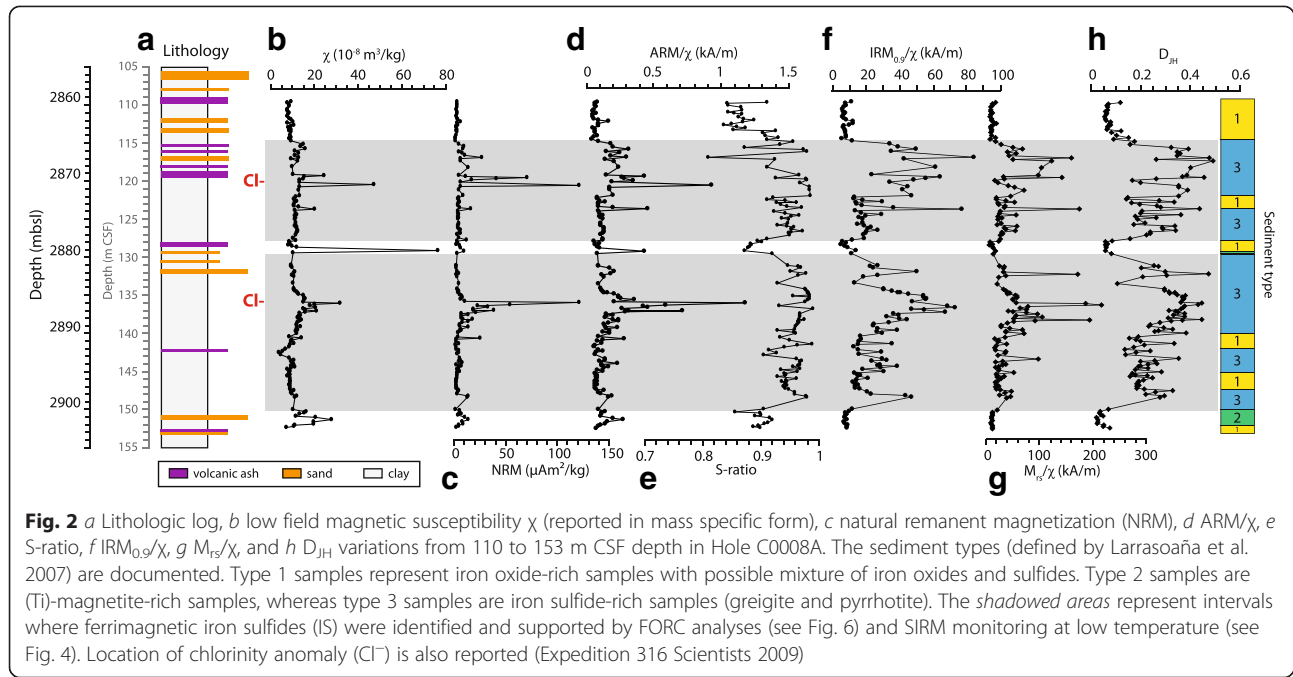 a
b
d
f
h
Lithology
χ (10-8 m3/kg)
ARM/χ (kA/m)
IRM0.9/χ (kA/m)
DJH
0 20 40 60 80
0 0.5 1 1.5
0 20 40 60 80 100
0 0.2 0.4 0.6
Depth (mbsl)
2860
2870
2880
2890
2900
Depth (m CSF)
105
110
115
120
125
130
135
140
145
150
155
Cl-
Cl-
1
3
1
3
1
3
1
3
1
3
2
1
Sediment type
0 50 100 150
NRM (μAm2/kg)
0.7 0.8 0.9 1
S-ratio
0 100 200 300
Mrs/χ (kA/m)
c
e
g
volcanic ash
sand
clay
Fig. 2 a Lithologic log, b low field magnetic susceptibility χ (reported in mass specific form), c natural remanent magnetization (NRM), d ARM/χ, e
S-ratio, f IRM0.9/χ, g Mrs/χ, and h DJH variations from 110 to 153 m CSF depth in Hole C0008A. The sediment types (defined by Larrasoaña et al.
2007) are documented. Type 1 samples represent iron oxide-rich samples with possible mixture of iron oxides and sulfides. Type 2 samples are
(Ti)-magnetite-rich samples, whereas type 3 samples are iron sulfide-rich samples (greigite and pyrrhotite). The shadowed areas represent intervals
where ferrimagnetic iron sulfides (IS) were identified and supported by FORC analyses (see Fig. 6) and SIRM monitoring at low temperature (see
Fig. 4). Location of chlorinity anomaly (Cl−) is also reported (Expedition 316 Scientists 2009)